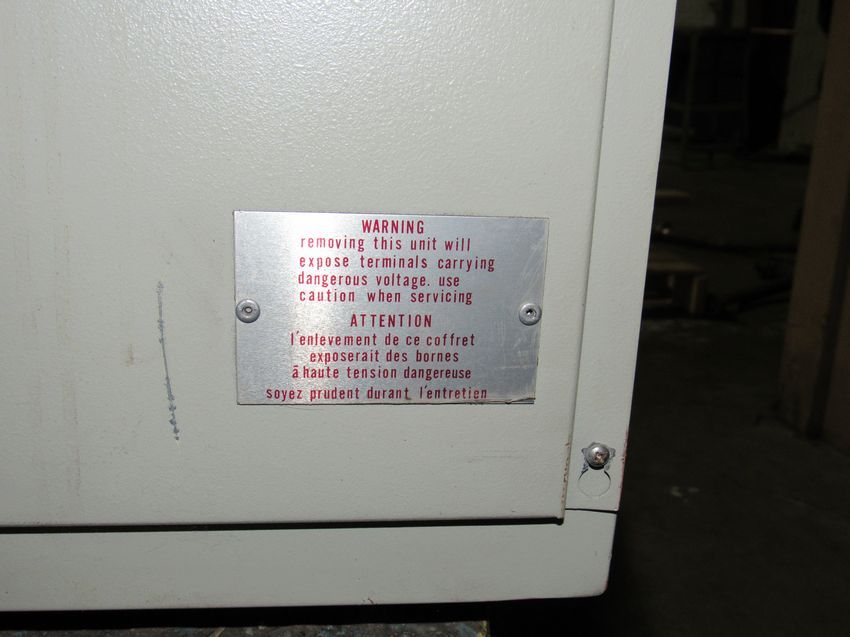 WARNING
removing this unit will
expose terminals carrying
dangerous voltage. use
caution when servicing
ATTENTION
l'enlevement de ce coffret
exposerait des bornes
ā haute tension dangereuse
soyez prudent durant l'entretien